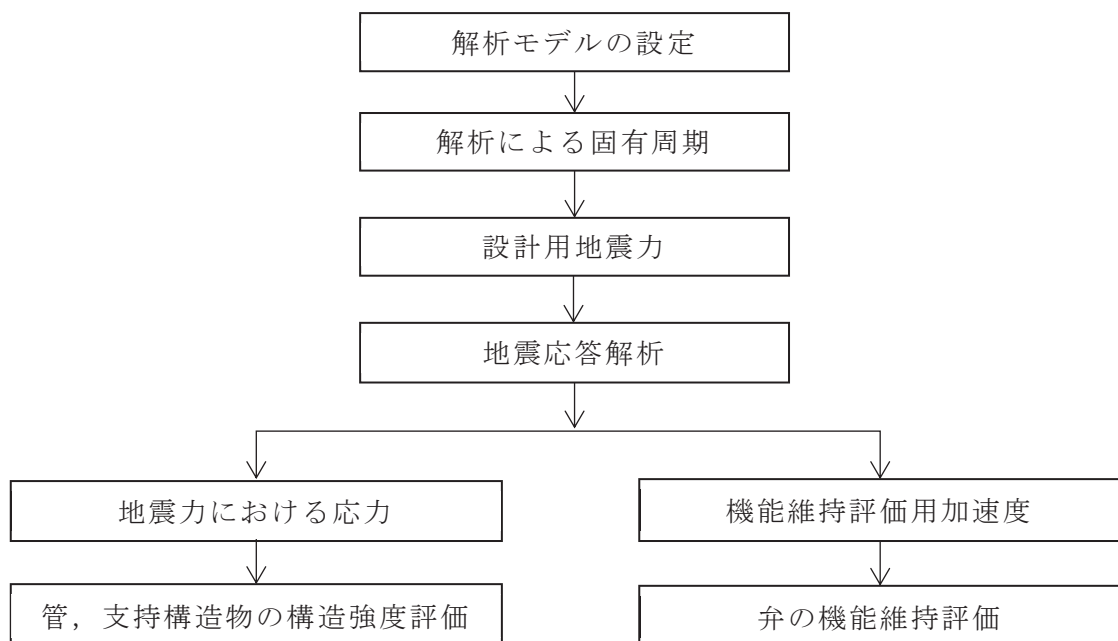 解析モデルの設定
解析による固有周期
設計用地震力
地震応答解析
地震力における応力
機能維持評価用加速度
管，支持構造物の構造強度評価
弁の機能維持評価